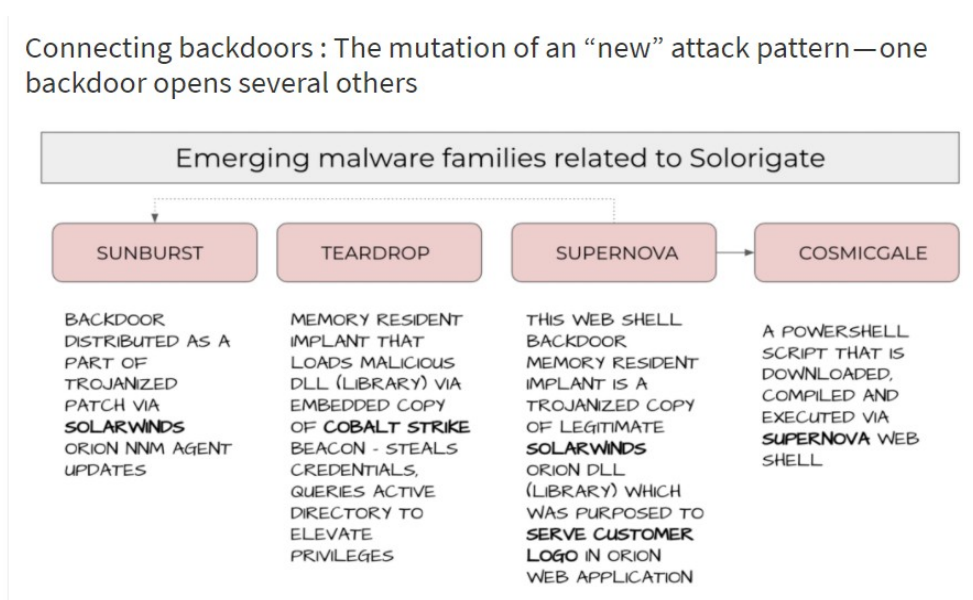 Connecting backdoors : The mutation of an “new” attack pattern—one
backdoor opens several others
Emerging malware families related to Solorigate
SUNBURST
TEARDROP
SUPERNOVA
COSMICGALE
BACKDOOR
DISTRIBUTED AS A
PART OF
TROJANIZED
PATCH VIA
SOLARWINDS
ORION NNM AGENT
UPDATES
MEMORY RESIDENT
IMPLANT THAT
LOADS MALICIOUS
DLL (LIBRARY) VIA
EMBEDDED COPY
OF COBALT STRIKE
BEACON - STEALS
CREDENTIALS,
QUERIES ACTIVE
DIRECTORY TO
ELEVATE
PRIVILEGES
THIS WEB SHELL
BACKDOOR
MEMORY RESIDENT
IMPLANT IS A
TROJANIZED COPY
OF LEGITIMATE
SOLARWINDS
ORION DLL
(LIBRARY) WHICH
WAS PURPOSED TO
SERVE CUSTOMER
LOGO IN ORION
WEB APPLICATION
A POWERSHELL
SCRIPT THAT IS
DOWNLOADED,
COMPILED AND
EXECUTED VIA
SUPERNOVA WEB
SHELL